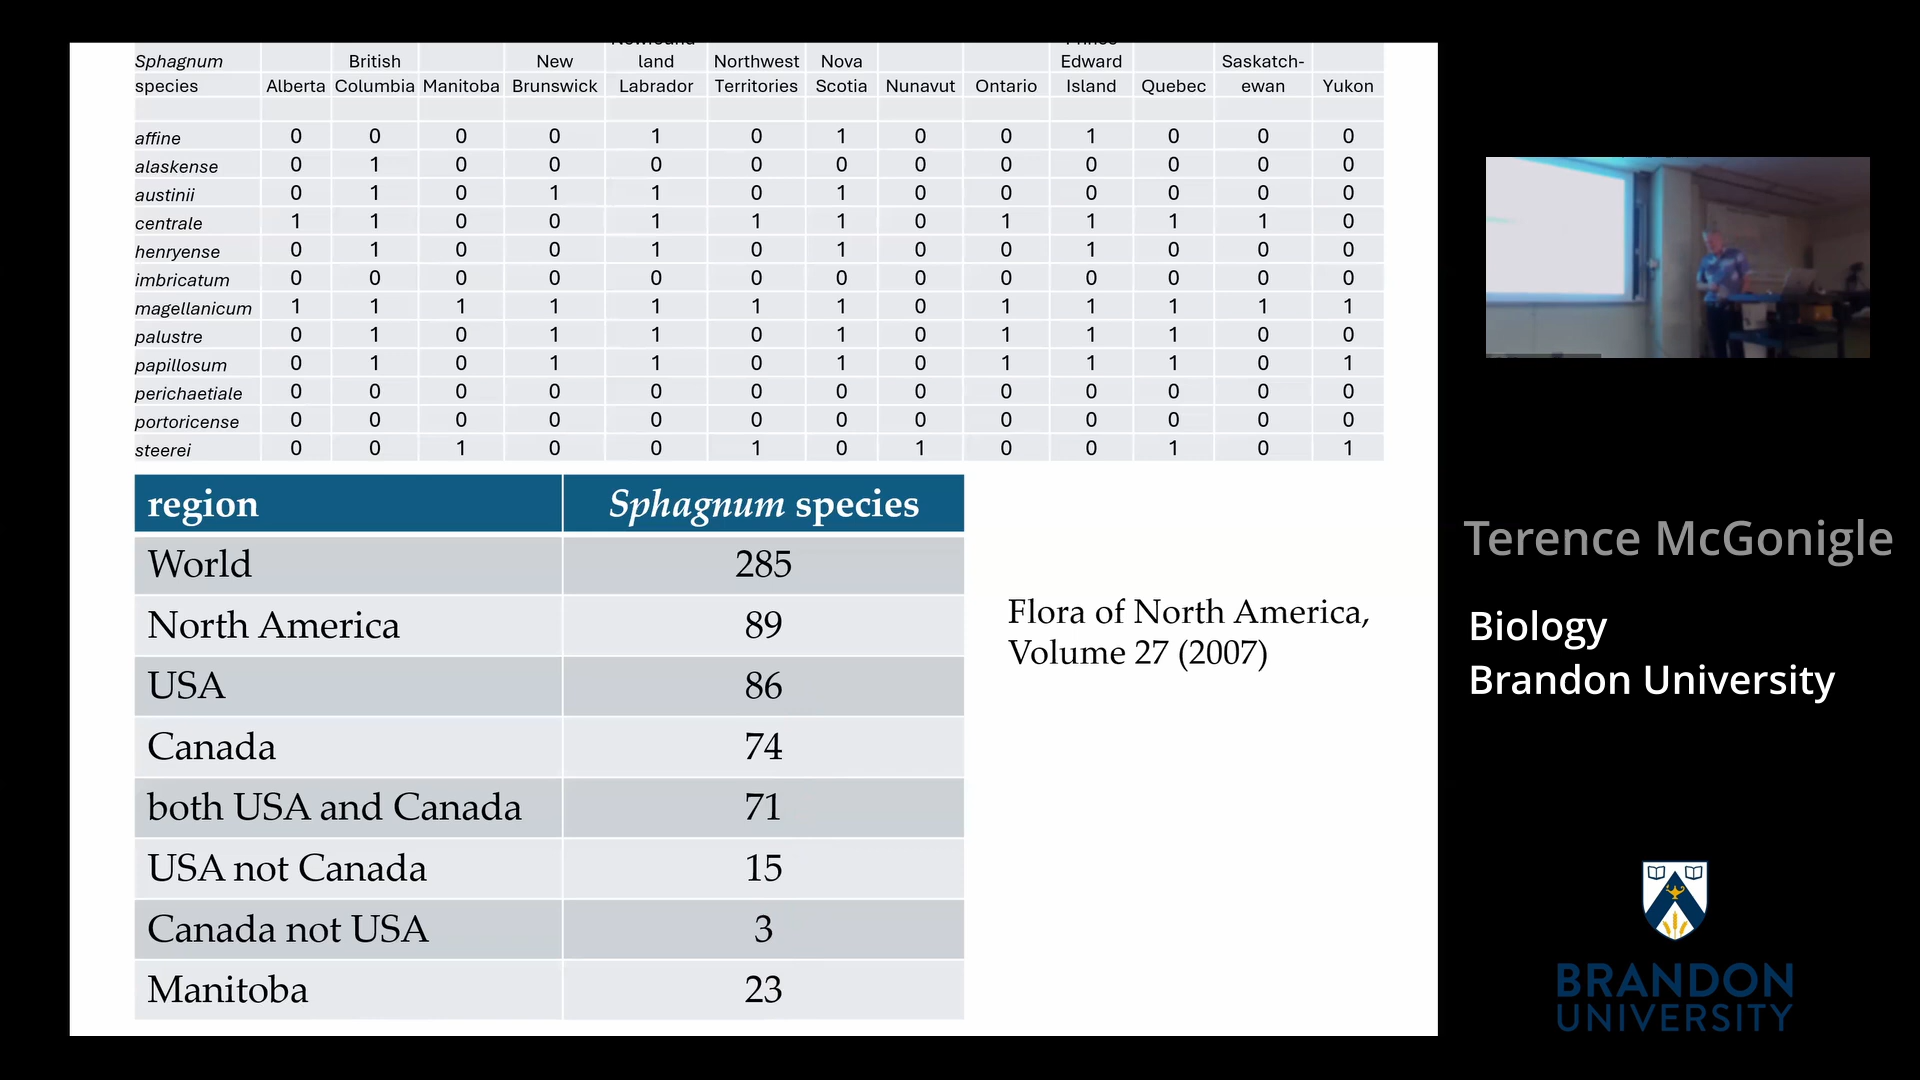 Sphagnum British New land Northwest Nova Edward Saskatch-
species Alberta Columbia Manitoba Brunswick Labrador Territories Scotia Nunavut Ontario Island Quebec ewan Yukon
affine 0 0 0 0 1 0 1 0 0 1 0 0 0
alaskense 0 1 0 0 0 0 0 0 0 0 0 0 0
austinii 0 1 0 1 1 0 1 0 0 0 0 0 0
centrale 1 1 0 0 1 1 1 0 1 1 1 1 0
henryense 0 1 0 0 1 0 1 0 0 1 0 0 0
imbricatum 0 0 0 0 0 0 0 0 0 0 0 0 0
magellanicum 1 1 1 1 1 1 1 0 1 1 1 1 1
palustre 0 1 0 1 1 0 1 0 1 1 1 0 0
papillosum 0 1 0 1 1 0 1 0 1 1 1 0 1
perichaetiale 0 0 0 0 0 0 0 0 0 0 0 0 0
portoricense 0 0 0 0 0 0 0 0 0 0 0 0 0
steerei 0 0 1 0 0 1 0 1 0 0 1 0 1
region Sphagnum species
World 285
North America 89
USA 86
Canada 74
both USA and Canada 71
USA not Canada 15
Canada not USA 3
Manitoba 23
Flora of North America,
Volume 27 (2007)
Terence McGonigle
Biology
Brandon University
BRANDON
UNIVERSITY